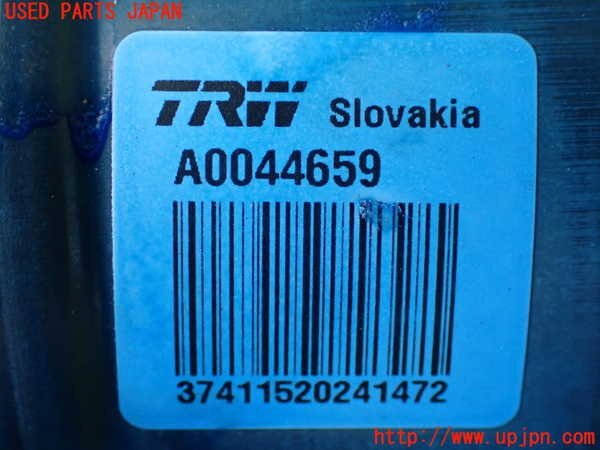 USED PARTS JAPAN
TRW Slovakia
A0044659
37411520241472
http://www.upjpn.com/